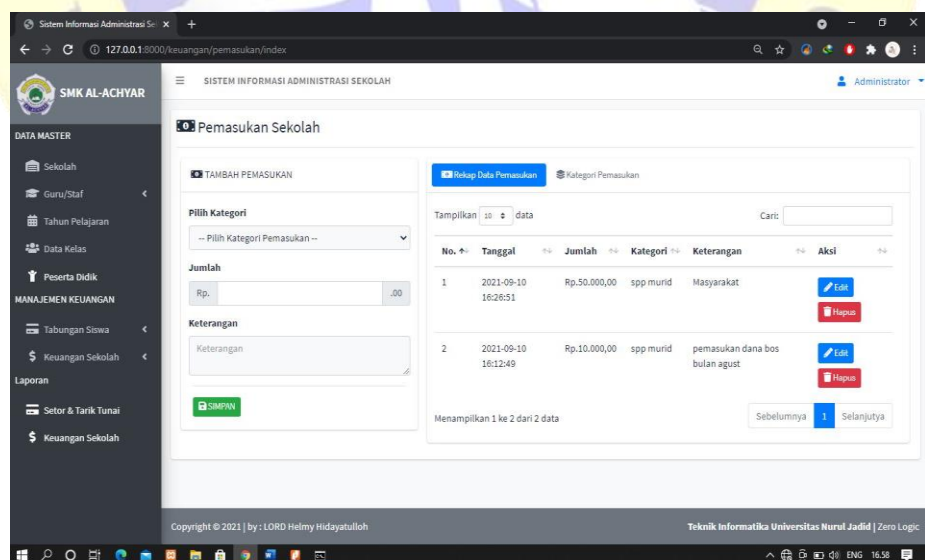 Sistem Informasi Administrasi Se
127.0.0.1:8000/keuangan/pemasukan/index
SMK AL-ACHYAR
SISTEM INFORMASI ADMINISTRASI SEKOLAH
Administrator
DATA MASTER
Sekolah
Guru/Staf
Tahun Pelajaran
Data Kelas
Peserta Didik
MANAJEMEN KEUANGAN
Tabungan Siswa
Keuangan Sekolah
Laporan
Setor & Tarik Tunai
Keuangan Sekolah
Pemasukan Sekolah
TAMBAH PEMASUKAN
Pilih Kategori
-- Pilih Kategori Pemasukan --
Jumlah
Rp. .00
Keterangan
Keterangan
SIMPAN
Rekap Data Pemasukan Kategori Pemasukan
Tampilkan 10 data Cari:
No. Tanggal Jumlah Kategori Keterangan Aksi
1 2021-09-10 Rp.50.000,00 spp murid Masyarakat Edit
16:26:51
Hapus
2 2021-09-10 Rp.10.000,00 spp murid pemasukan dana bos Edit
16:12:49 bulan agust
Hapus
Menampilkan 1 ke 2 dari 2 data Sebelumnya 1 Selanjutya
Copyright © 2021 | by : LORD Helmy Hidayatulloh Teknik Informatika Universitas Nurul Jadid | Zero Logic
ENG 16.58